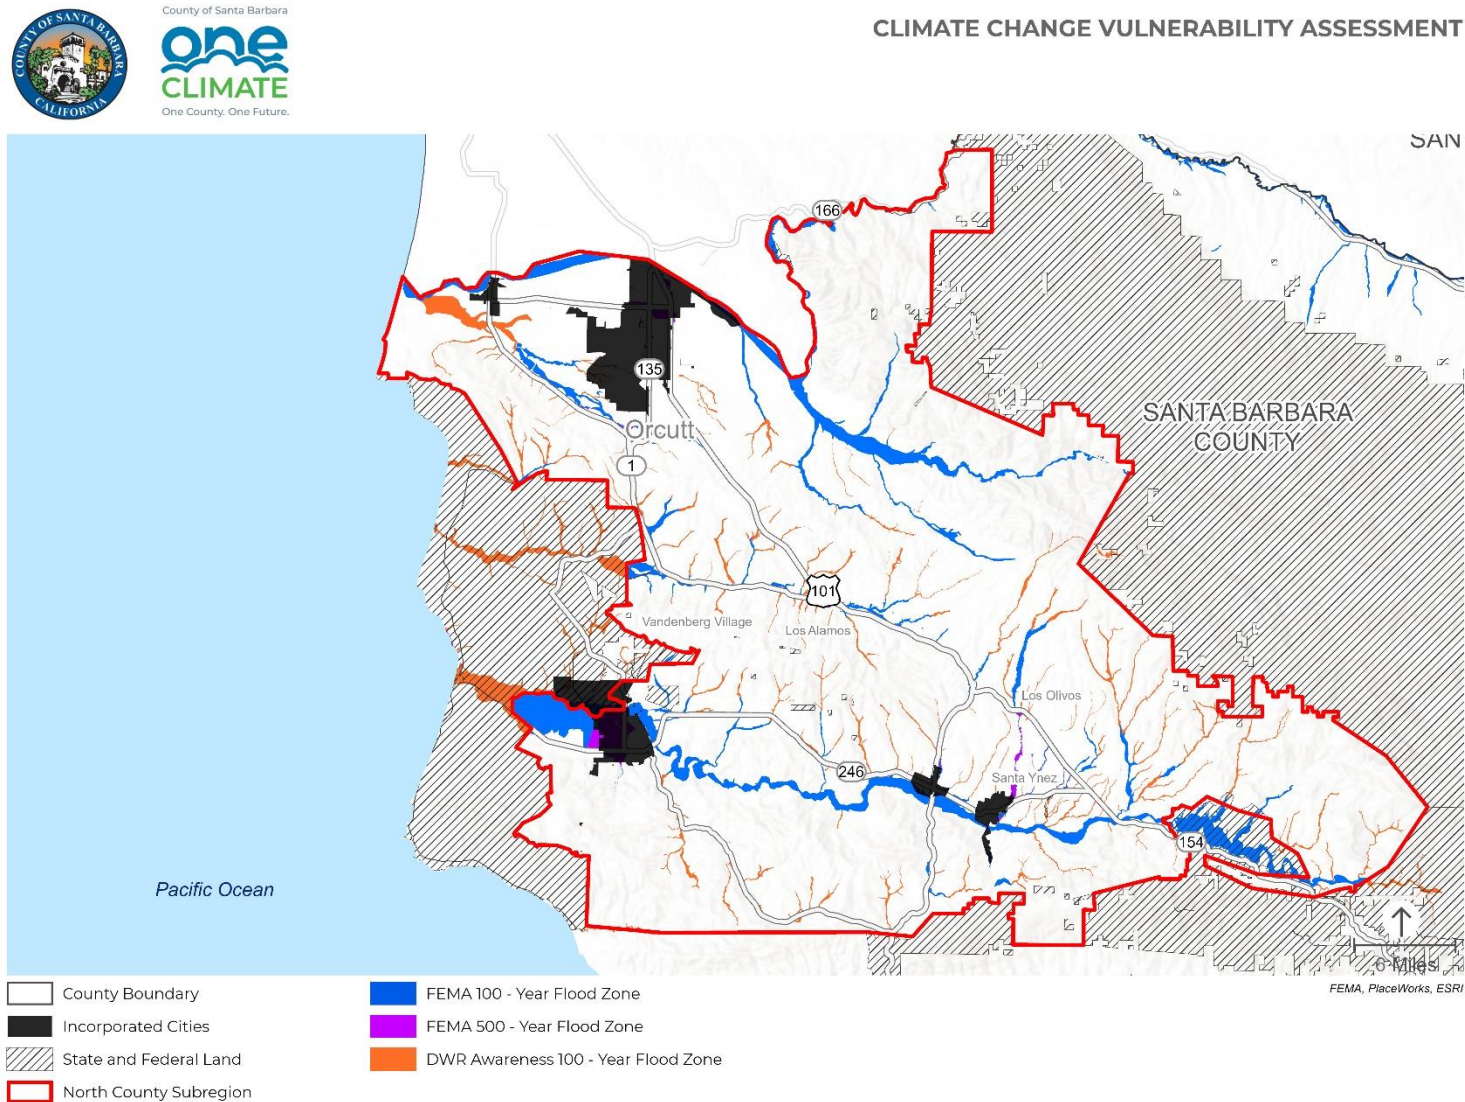 COUNTY OF SANTA BARBARA
CALIFORNIA
County of Santa Barbara
one
CLIMATE
One County. One Future.
CLIMATE CHANGE VULNERABILITY ASSESSMENT
SAN
166
135
Orcutt
1
SANTA BARBARA
COUNTY
101
Vandenberg Village
Los Alamos
Los Olivos
246
Santa Ynez
154
Pacific Ocean
6 Miles
FEMA, PlaceWorks, ESRI
County Boundary
Incorporated Cities
State and Federal Land
North County Subregion
FEMA 100 - Year Flood Zone
FEMA 500 - Year Flood Zone
DWR Awareness 100 - Year Flood Zone